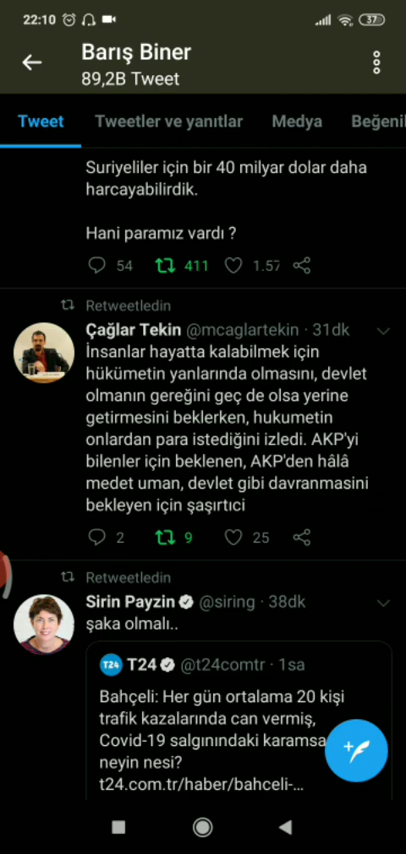 22:10 37
Barış Biner
89,2B Tweet
Tweet Tweetler ve yanıtlar Medya Beğeni
Suriyeliler için bir 40 milyar dolar daha
harcayabilirdik.
Hani paramız vardı ?
54 411 1.57
Retweetledin
Çağlar Tekin @mcaglartekin · 31dk
İnsanlar hayatta kalabilmek için
hükümetin yanlarında olmasını, devlet
olmanın gereğini geç de olsa yerine
getirmesini beklerken, hukumetin
onlardan para istediğini izledi. AKP'yi
bilenler için beklenen, AKP'den hâlâ
medet uman, devlet gibi davranmasini
bekleyen için şaşırtıcı
2 9 25
Retweetledin
Sirin Payzin @siring · 38dk
şaka olmalı..
T24 T24 @t24comtr · 1sa
Bahçeli: Her gün ortalama 20 kişi
trafik kazalarında can vermiş,
Covid-19 salgınındaki karamsa
neyin nesi?
t24.com.tr/haber/bahceli-...